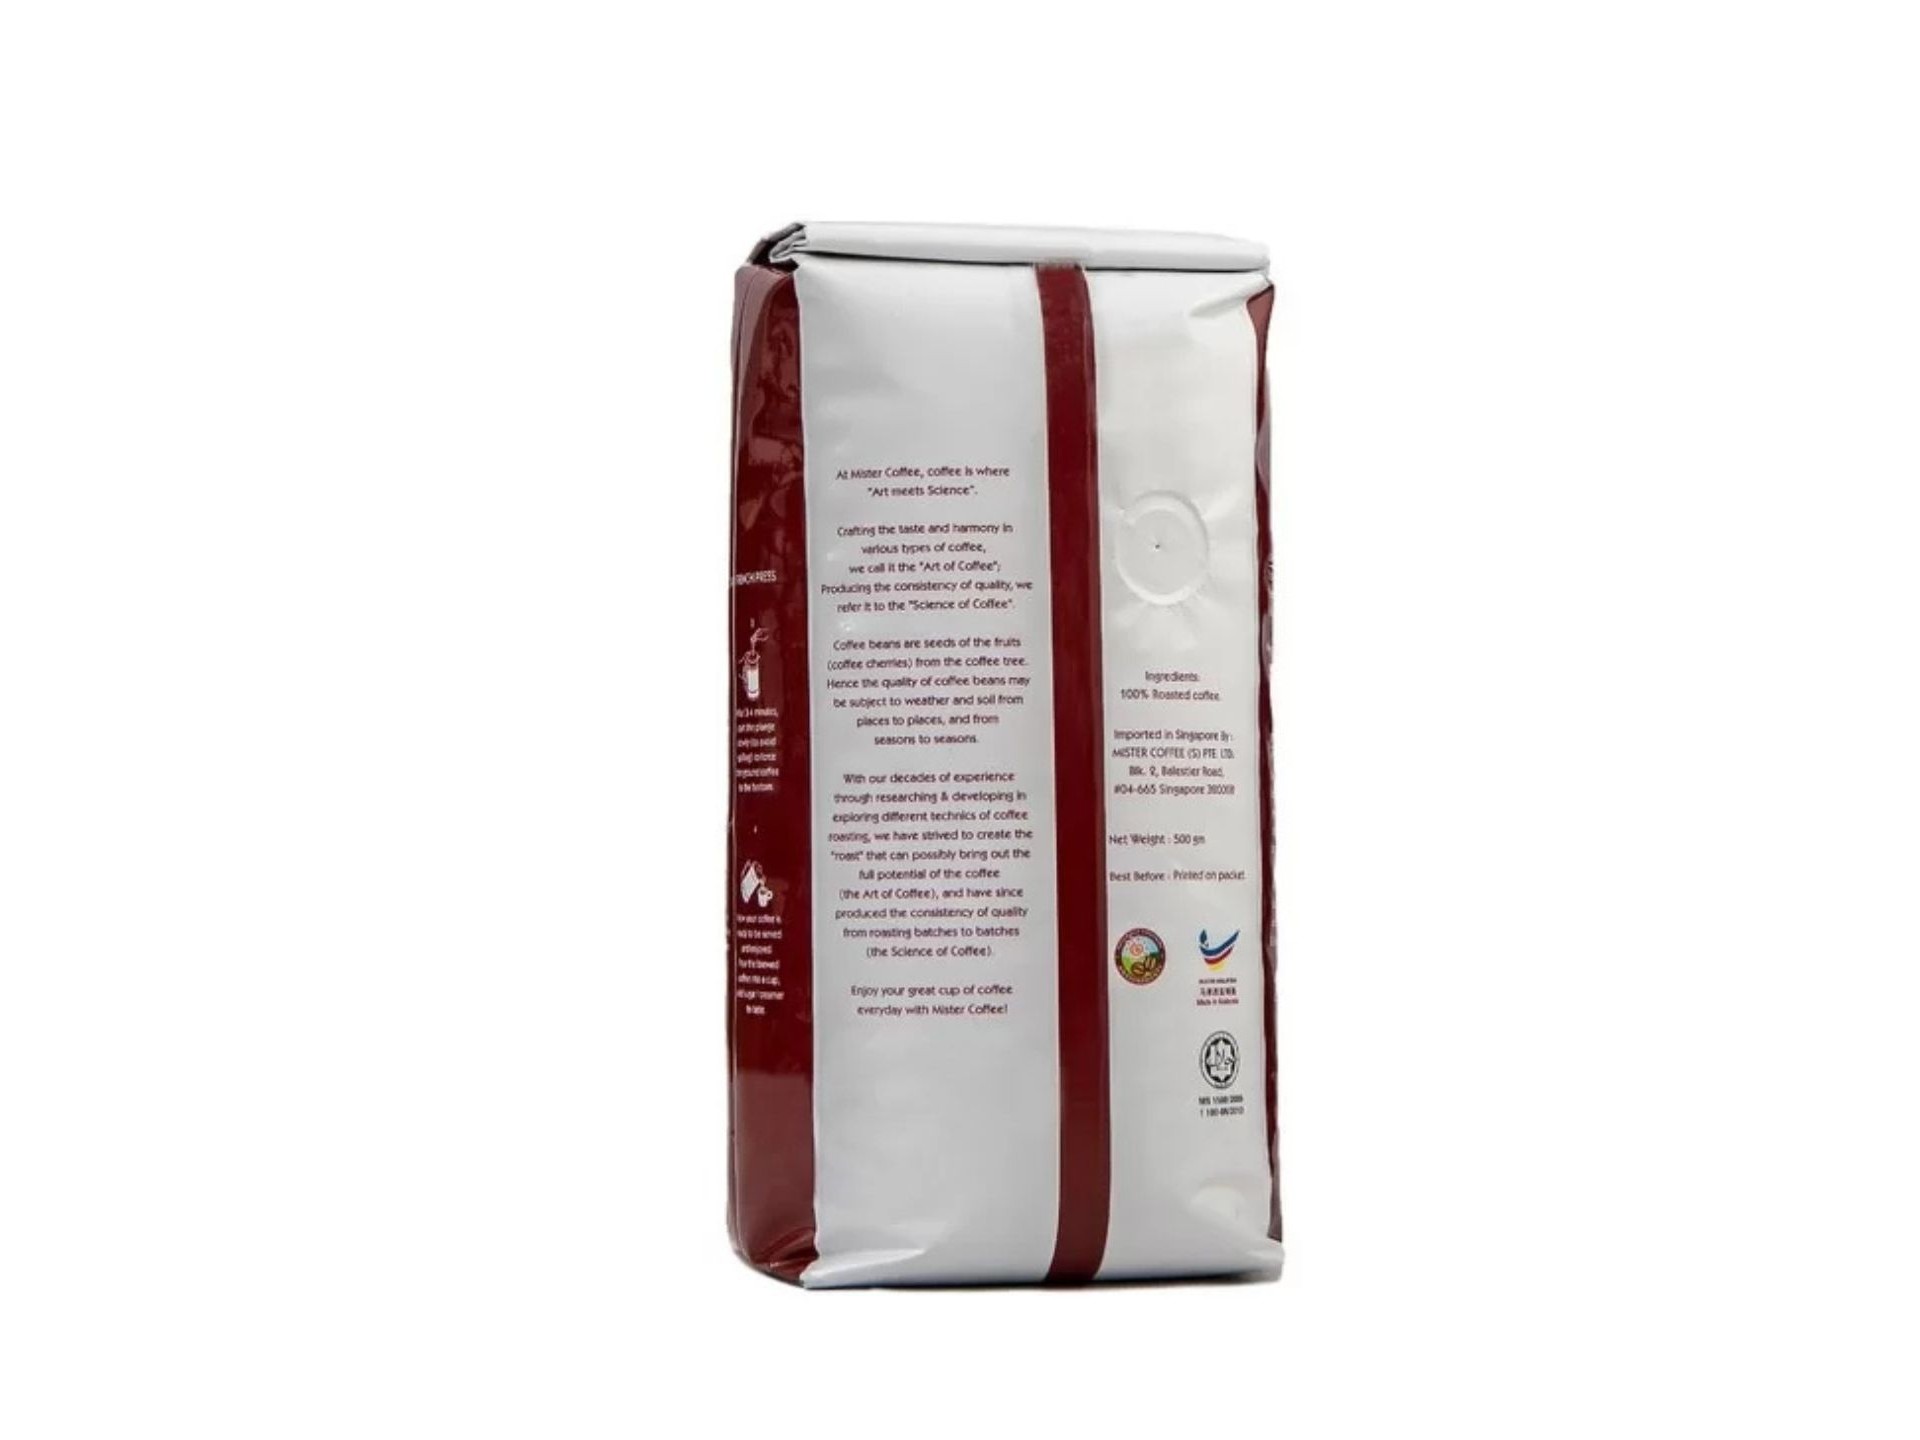 FRENCH PRESS
3
4
At Mister Coffee, coffee is where
"Art meets Science".
Crafting the taste and harmony in
various types of coffee,
we call it the "Art of Coffee";
Producing the consistency of quality, we
refer it to the "Science of Coffee".
Coffee beans are seeds of the fruits
(coffee cherries) from the coffee tree.
Hence the quality of coffee beans may
be subject to weather and soil from
places to places, and from
seasons to seasons.
With our decades of experience
through researching & developing in
exploring different technics of coffee
roasting, we have strived to create the
"roast" that can possibly bring out the
full potential of the coffee
(the Art of Coffee), and have since
produced the consistency of quality
from roasting batches to batches
(the Science of Coffee).
Enjoy your great cup of coffee
everyday with Mister Coffee!
Ingredients:
100% Roasted coffee.
Imported in Singapore By:
MISTER COFFEE (S) PTE. LTD.
Blk. 2, Balestier Road,
#04-665 Singapore
Net Weight : 500 gm
Best Before : Printed on packet
Made in Malaysia